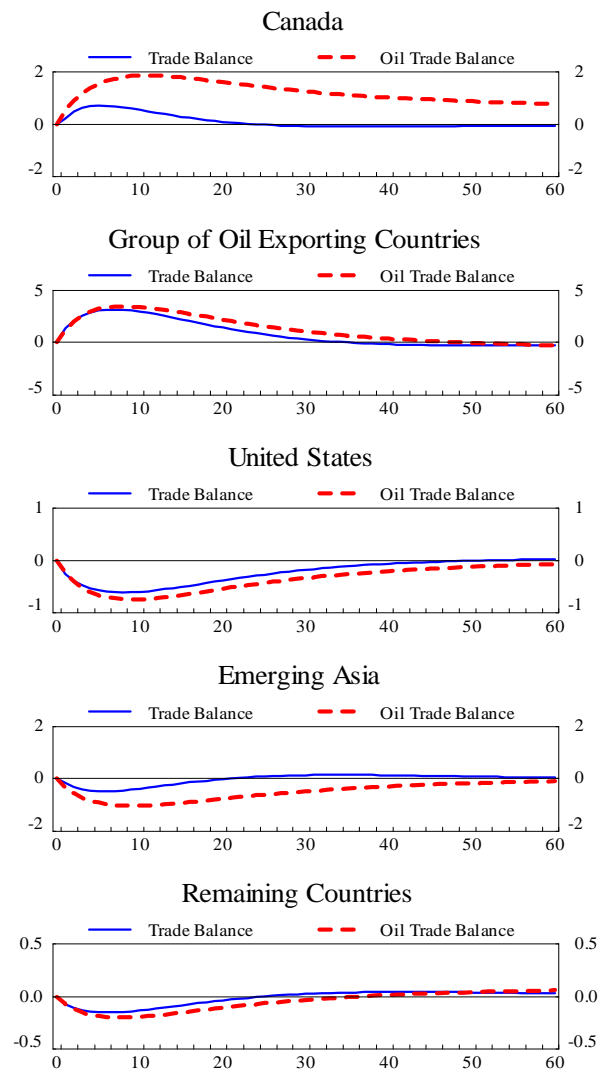 Canada
Trade Balance Oil Trade Balance
2 2
0 0
-2 -2
0 10 20 30 40 50 60
Group of Oil Exporting Countries
Trade Balance Oil Trade Balance
5 5
0 0
-5 -5
0 10 20 30 40 50 60
United States
Trade Balance Oil Trade Balance
1 1
0 0
-1 -1
0 10 20 30 40 50 60
Emerging Asia
Trade Balance Oil Trade Balance
2 2
0 0
-2 -2
0 10 20 30 40 50 60
Remaining Countries
Trade Balance Oil Trade Balance
0.5 0.5
0.0 0.0
-0.5 -0.5
0 10 20 30 40 50 60